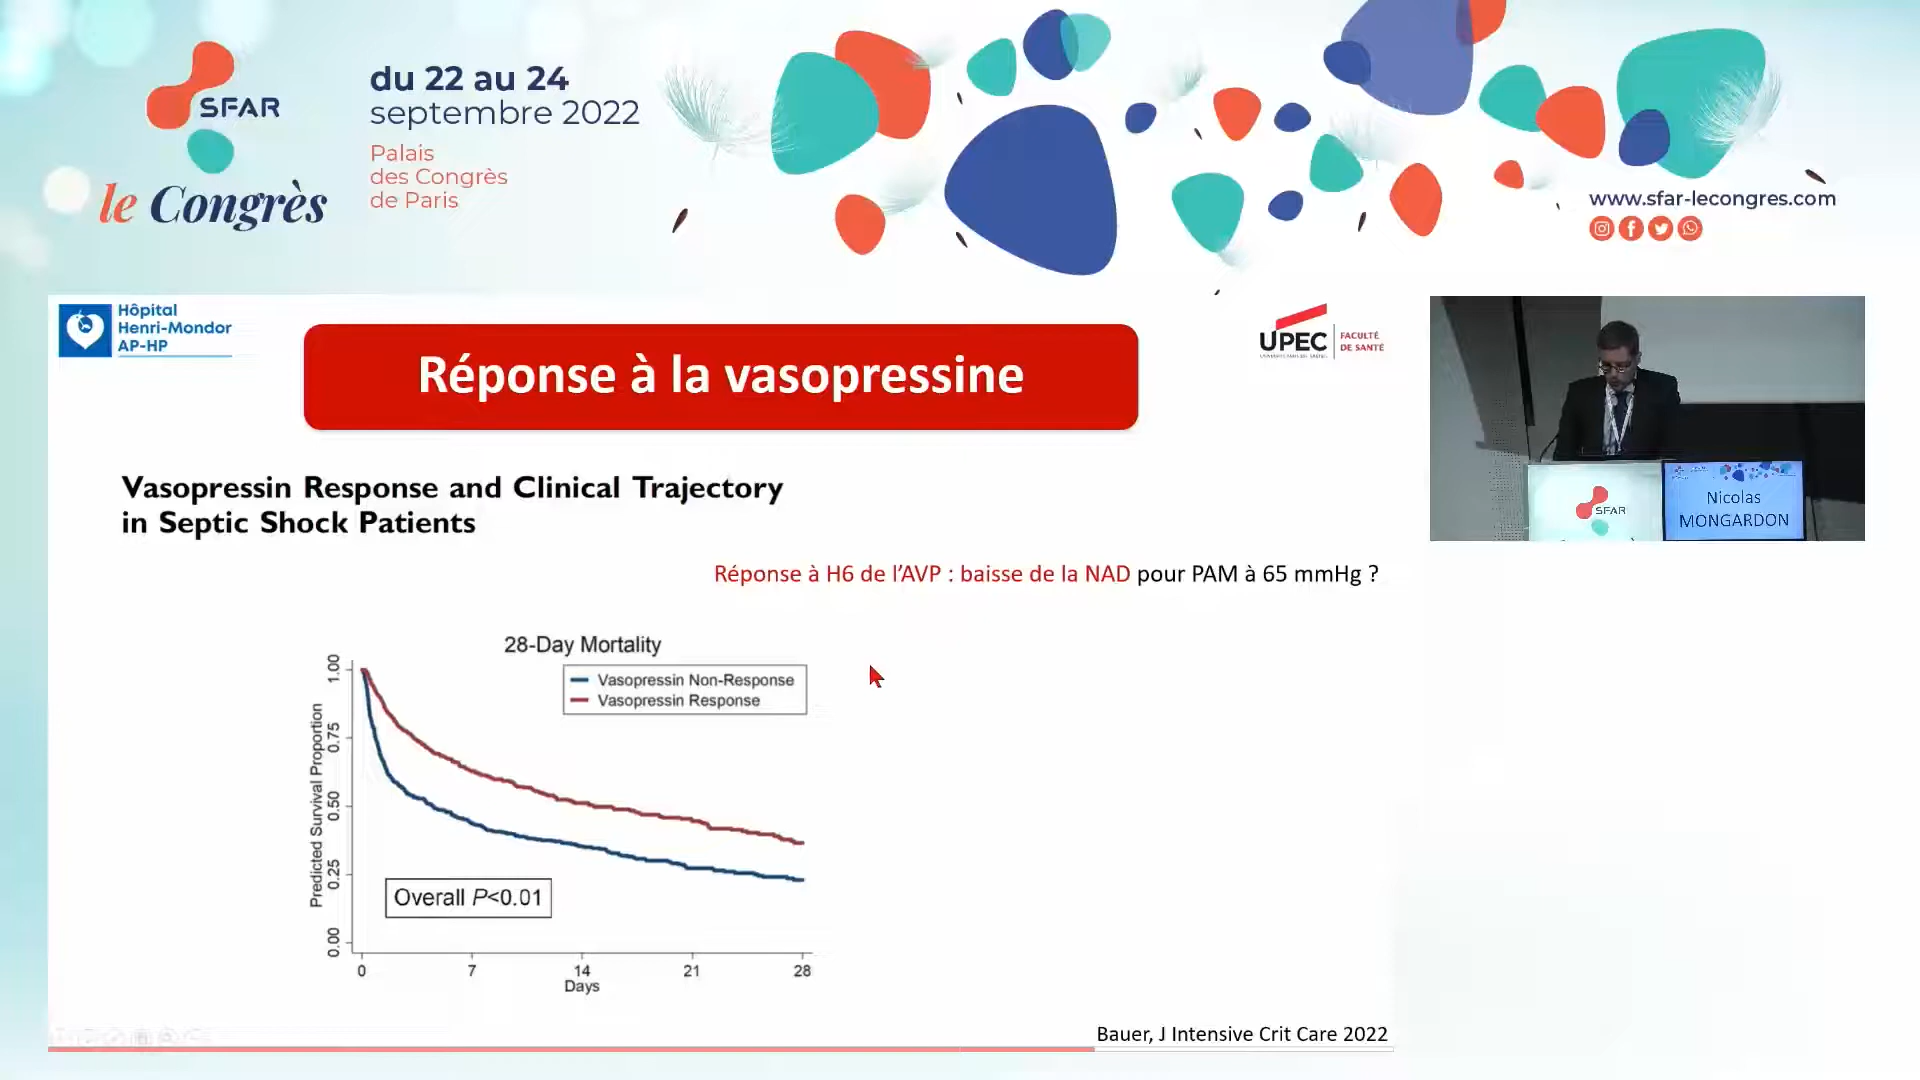 SFAR
le Congrès
du 22 au 24
septembre 2022
Palais
des Congrès
de Paris
www.sfar-lecongres.com
Hôpital
Henri-Mondor
AP-HP
Réponse à la vasopressine
UPEC
FACULTÉ
DE SANTÉ
Vasopressin Response and Clinical Trajectory
in Septic Shock Patients
Réponse à H6 de l'AVP : baisse de la NAD pour PAM à 65 mmHg ?
28-Day Mortality
Vasopressin Non-Response
Vasopressin Response
Predicted Survival Proportion
1.00
0.75
0.50
0.25
0.00
Overall P<0.01
0 7 14 21 28
Days
Bauer, J Intensive Crit Care 2022
SFAR
Nicolas
MONGARDON